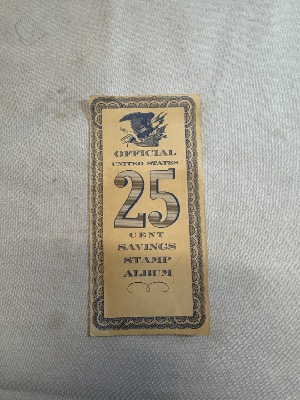 OFFICIAL
UNITED STATES
25
CENT
SAVINGS
STAMP
ALBUM